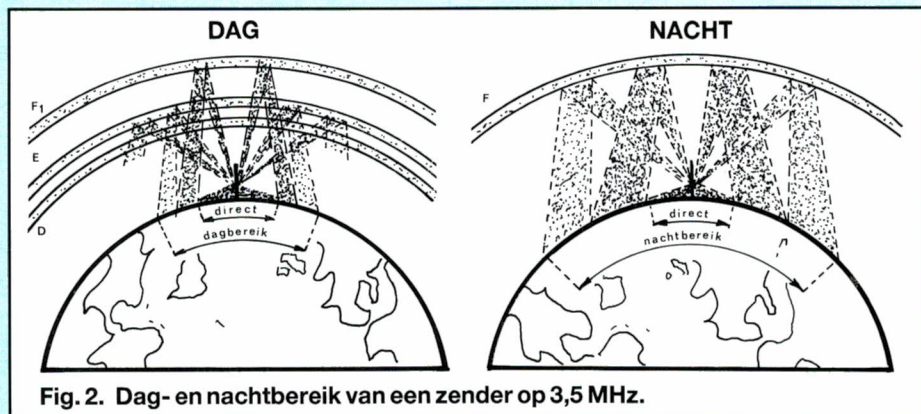 DAG
NACHT
F1
E
D
direct
dagbereik
F
direct
nachtbereik
Fig. 2. Dag- en nachtbereik van een zender op 3,5 MHz.